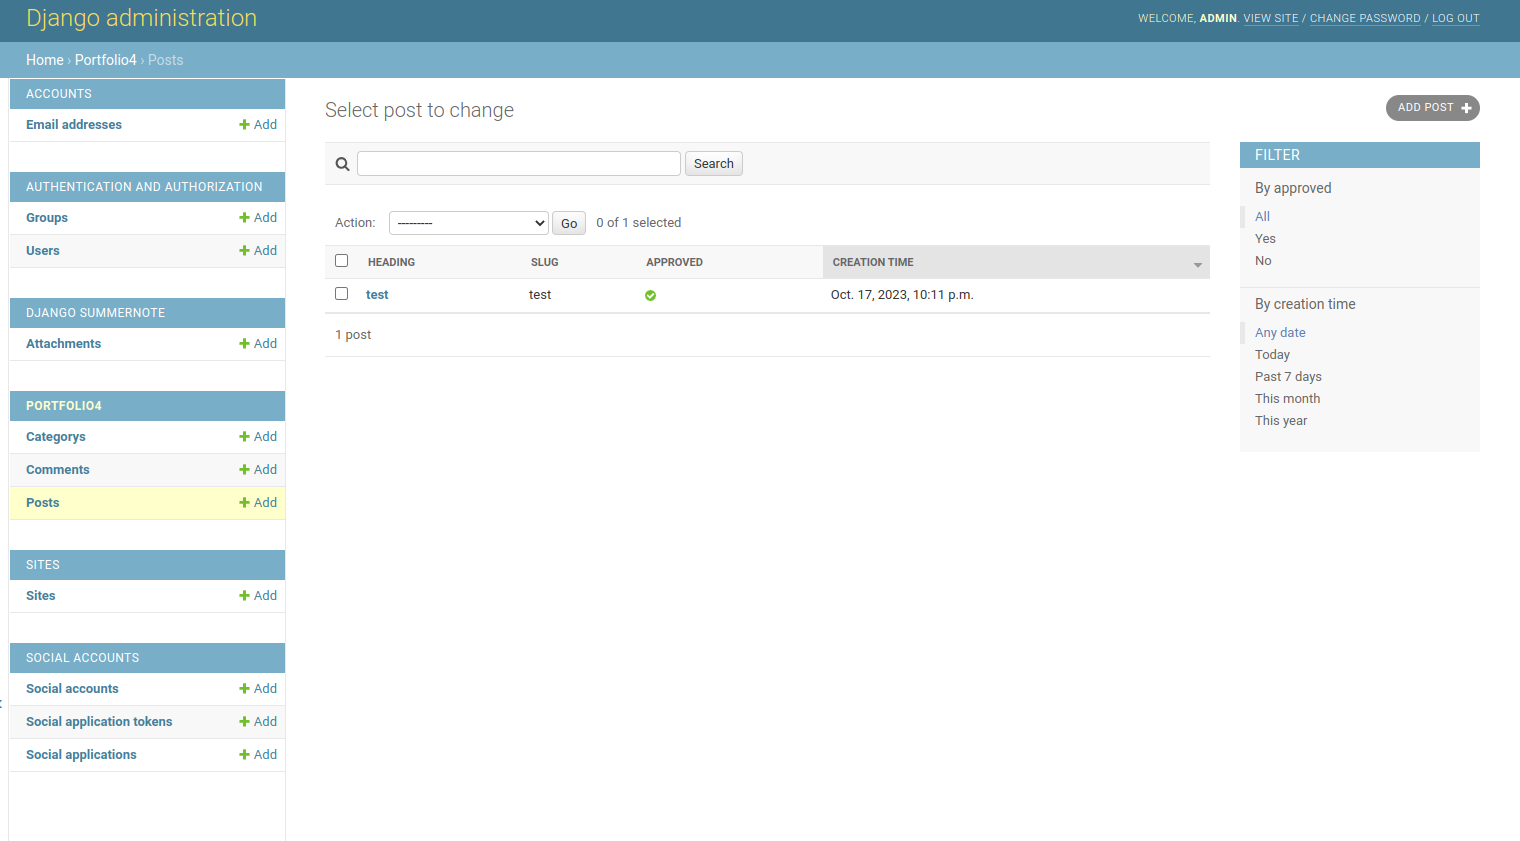 Django administration
WELCOME, ADMIN. VIEW SITE / CHANGE PASSWORD / LOG OUT
Home › Portfolio4 › Posts
ACCOUNTS
Email addresses Add
AUTHENTICATION AND AUTHORIZATION
Groups Add
Users Add
DJANGO SUMMERNOTE
Attachments Add
PORTFOLIO4
Categorys Add
Comments Add
Posts Add
SITES
Sites Add
SOCIAL ACCOUNTS
Social accounts Add
Social application tokens Add
Social applications Add
Select post to change
ADD POST
Search
Action: --------- Go 0 of 1 selected
HEADING SLUG APPROVED CREATION TIME
test test Oct. 17, 2023, 10:11 p.m.
1 post
FILTER
By approved
All
Yes
No
By creation time
Any date
Today
Past 7 days
This month
This year